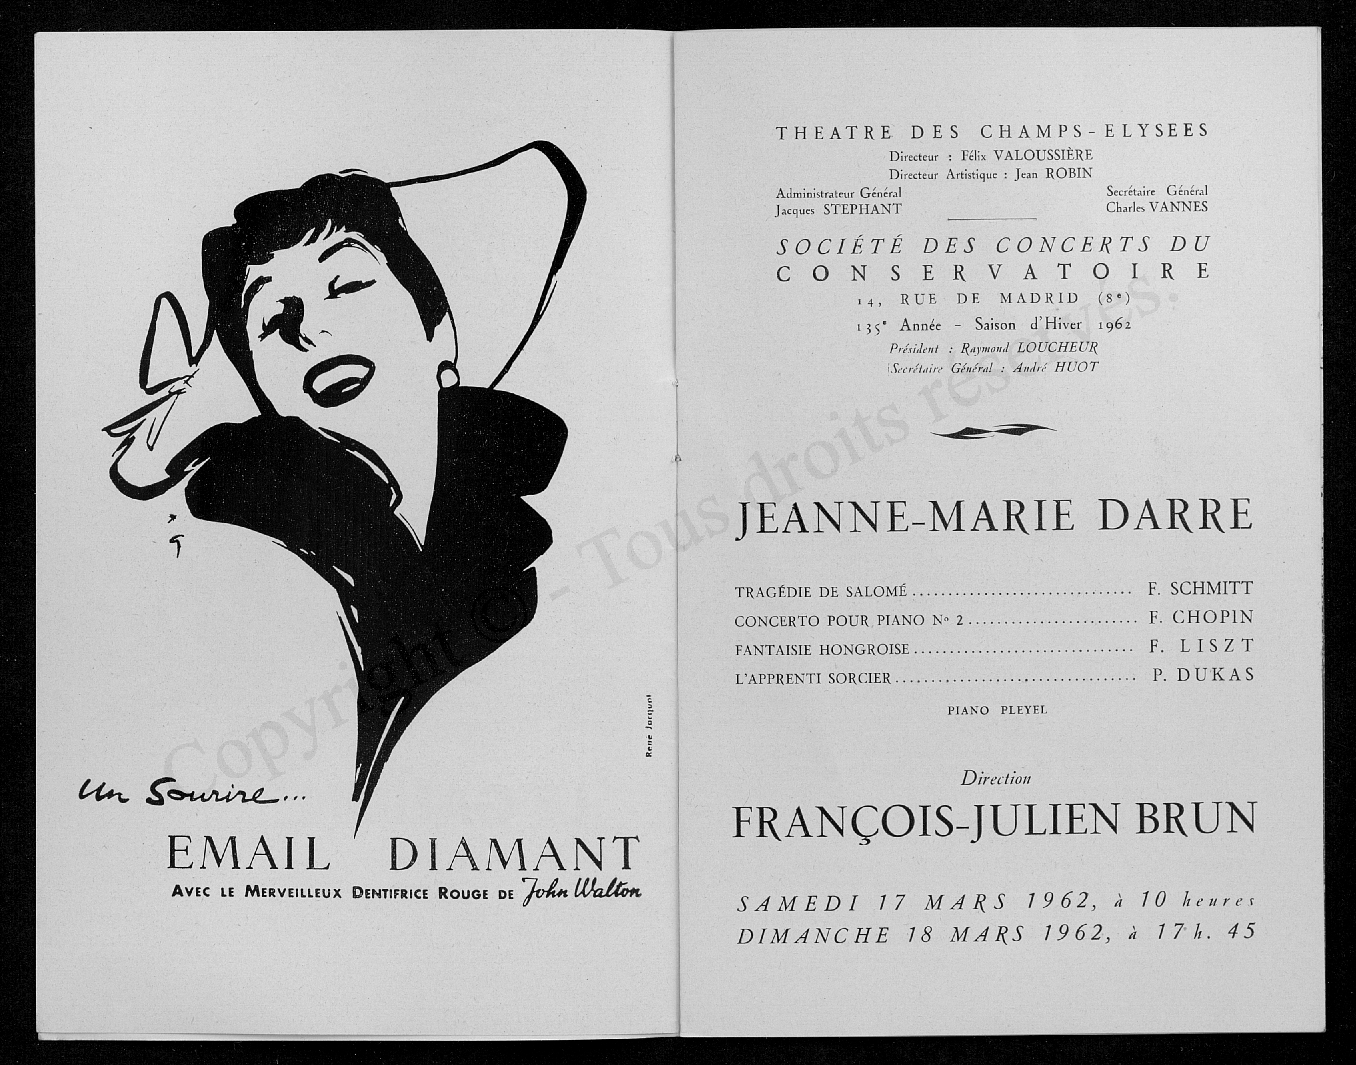 Un Sourire...
EMAIL DIAMANT
AVEC LE MERVEILLEUX DENTIFRICE ROUGE DE John Walton
René Jacquot
THEATRE DES CHAMPS-ELYSEES
Directeur : Félix VALOUSSIÈRE
Directeur Artistique : Jean ROBIN
Administrateur Général
Jacques STEPHANT
Secrétaire Général
Charles VANNES
SOCIÉTÉ DES CONCERTS DU
CONSERVATOIRE
14, RUE DE MADRID (8e)
135e Année - Saison d'Hiver 1962
Président : Raymond LOUCHEUR
Secrétaire Général : André HUOT
JEANNE-MARIE DARRE
TRAGÉDIE DE SALOMÉ .............................. F. SCHMITT
CONCERTO POUR PIANO No 2 ........................ F. CHOPIN
FANTAISIE HONGROISE .............................. F. LISZT
L'APPRENTI SORCIER .................................. P. DUKAS
PIANO PLEYEL
Direction
FRANÇOIS-JULIEN BRUN
SAMEDI 17 MARS 1962, à 10 heures
DIMANCHE 18 MARS 1962, à 17 h. 45
Copyright © - Tous droits réservés.